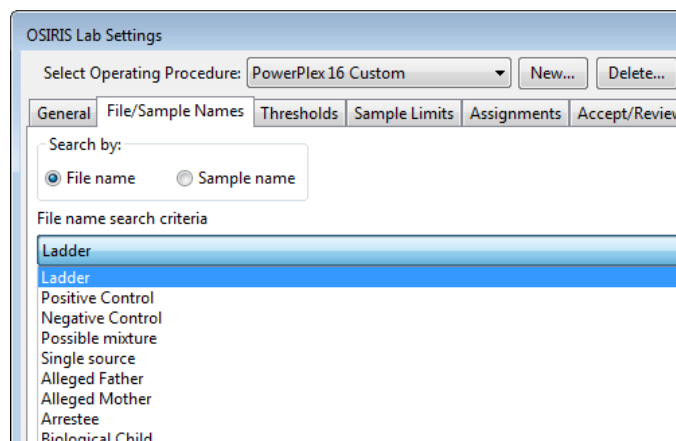 OSIRIS Lab Settings
Select Operating Procedure: PowerPlex 16 Custom New... Delete...
General File/Sample Names Thresholds Sample Limits Assignments Accept/Review
Search by:
File name Sample name
File name search criteria
Ladder
Ladder
Positive Control
Negative Control
Possible mixture
Single source
Alleged Father
Alleged Mother
Arrestee
Biological Child